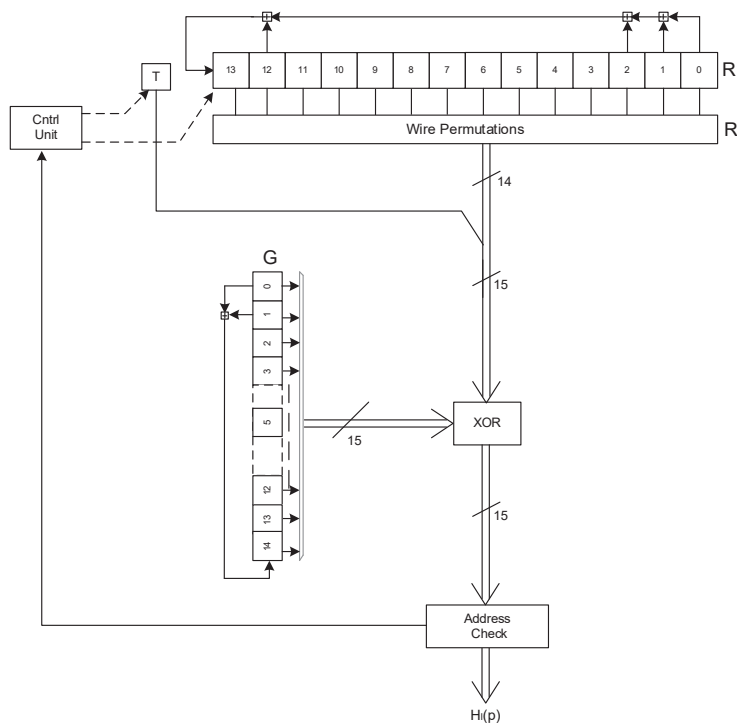 13 12 11 10 9 8 7 6 5 4 3 2 1 0 R
T
Cntrl
Unit
Wire Permutations R
14
G
0
1
2
3
5
12
13
14
15
15
XOR
15
Address
Check
Hᵢ(p)